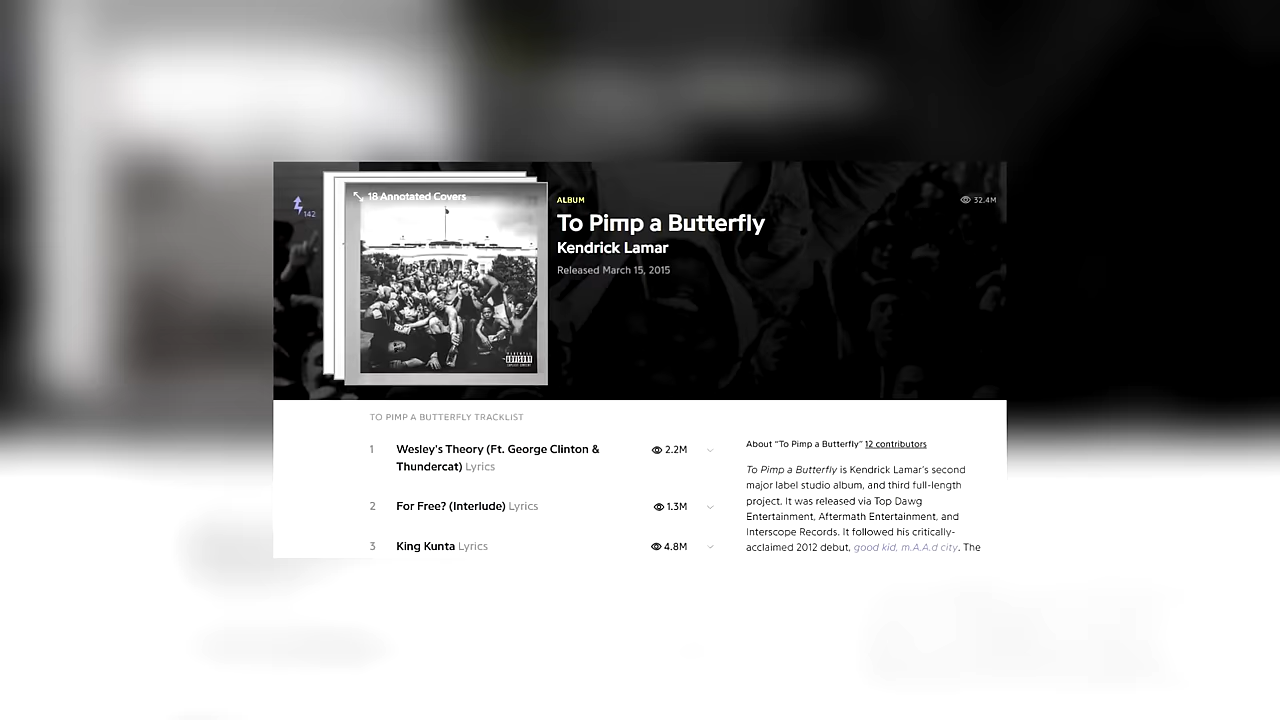 142
18 Annotated Covers
PARENTAL
ADVISORY
EXPLICIT CONTENT
ALBUM
To Pimp a Butterfly
Kendrick Lamar
Released March 15, 2015
32.4M
TO PIMP A BUTTERFLY TRACKLIST
1 Wesley's Theory (Ft. George Clinton &
Thundercat) Lyrics
2.2M
2 For Free? (Interlude) Lyrics 1.3M
3 King Kunta Lyrics 4.8M
About “To Pimp a Butterfly” 12 contributors
To Pimp a Butterfly is Kendrick Lamar's second
major label studio album, and third full-length
project. It was released via Top Dawg
Entertainment, Aftermath Entertainment, and
Interscope Records. It followed his critically-
acclaimed 2012 debut, good kid, m.A.A.d city. The